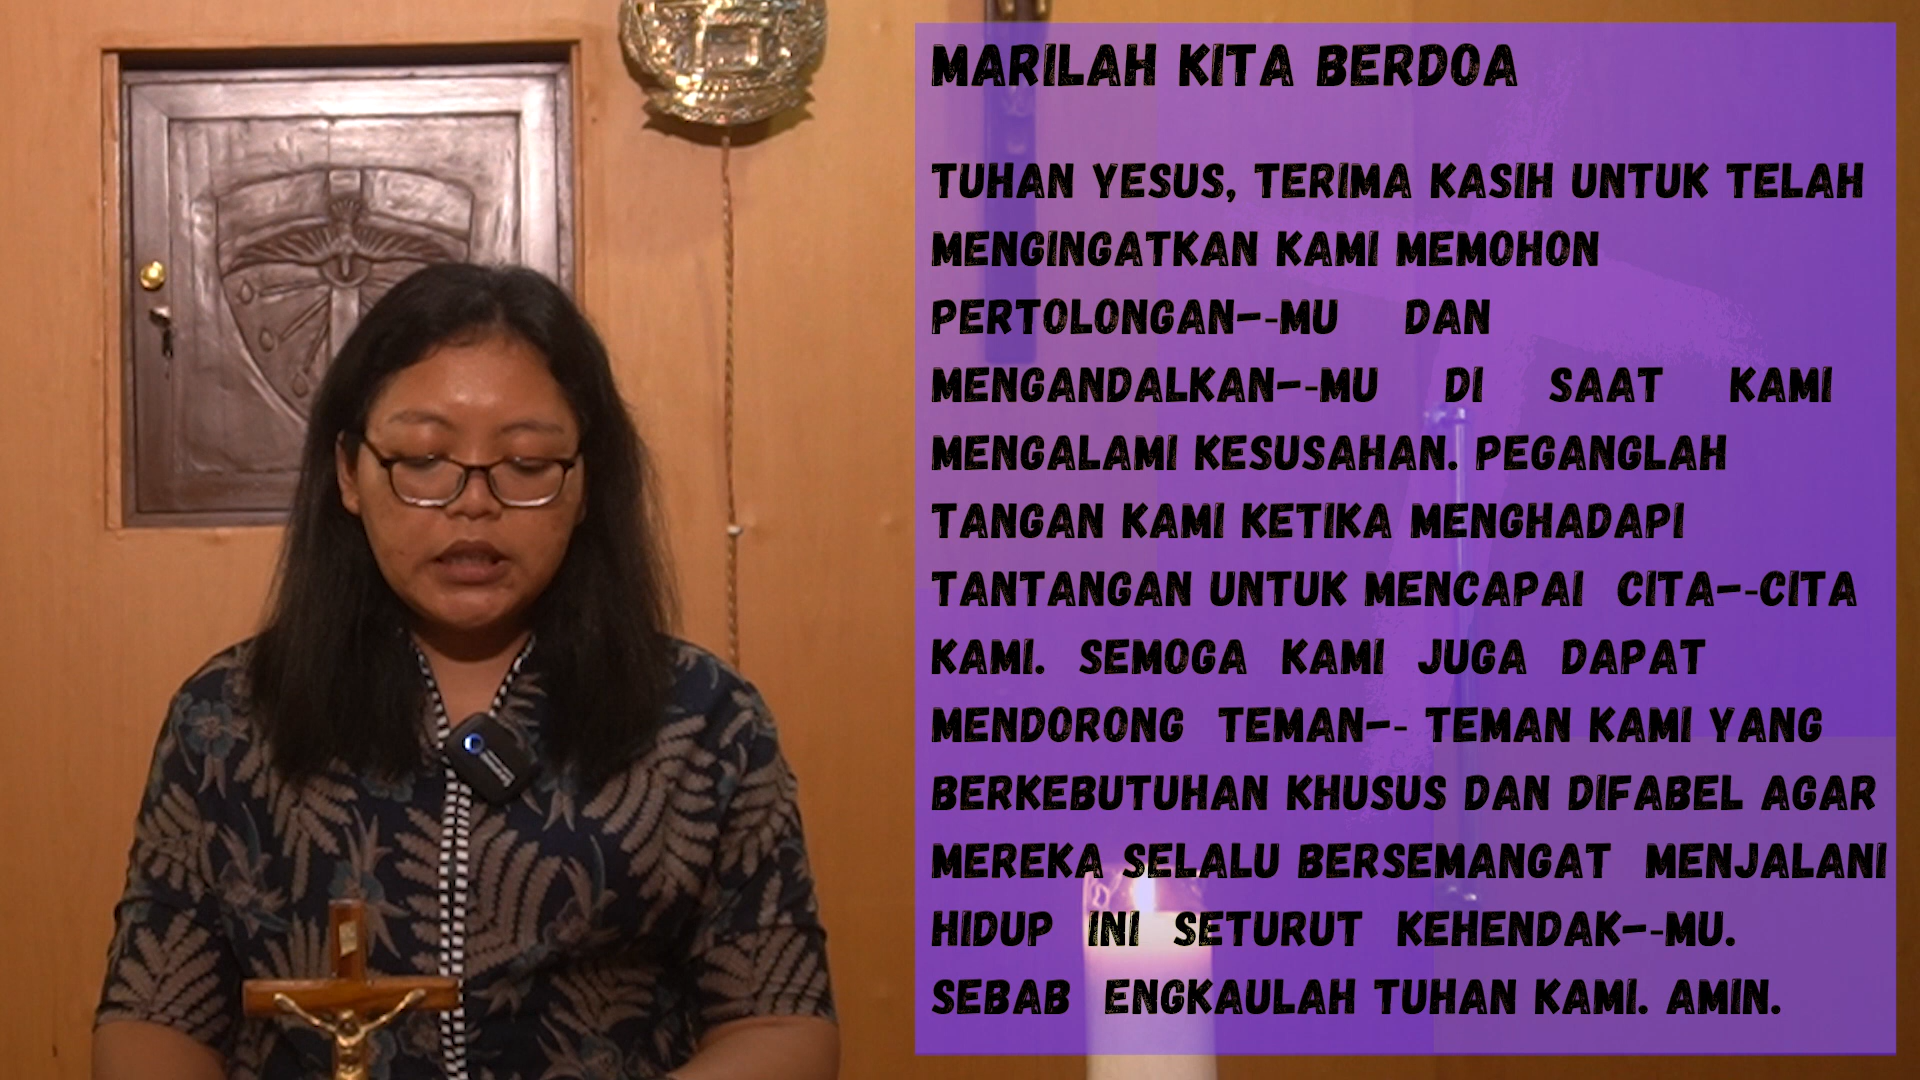 MARILAH KITA BERDOA
TUHAN YESUS, TERIMA KASIH UNTUK TELAH
MENGINGATKAN KAMI MEMOHON
PERTOLONGAN--MU DAN
MENGANDALKAN--MU DI SAAT KAMI
MENGALAMI KESUSAHAN. PEGANGLAH
TANGAN KAMI KETIKA MENGHADAPI
TANTANGAN UNTUK MENCAPAI CITA--CITA
KAMI. SEMOGA KAMI JUGA DAPAT
MENDORONG TEMAN-- TEMAN KAMI YANG
BERKEBUTUHAN KHUSUS DAN DIFABEL AGAR
MEREKA SELALU BERSEMANGAT MENJALANI
HIDUP INI SETURUT KEHENDAK--MU.
SEBAB ENGKAULAH TUHAN KAMI. AMIN.